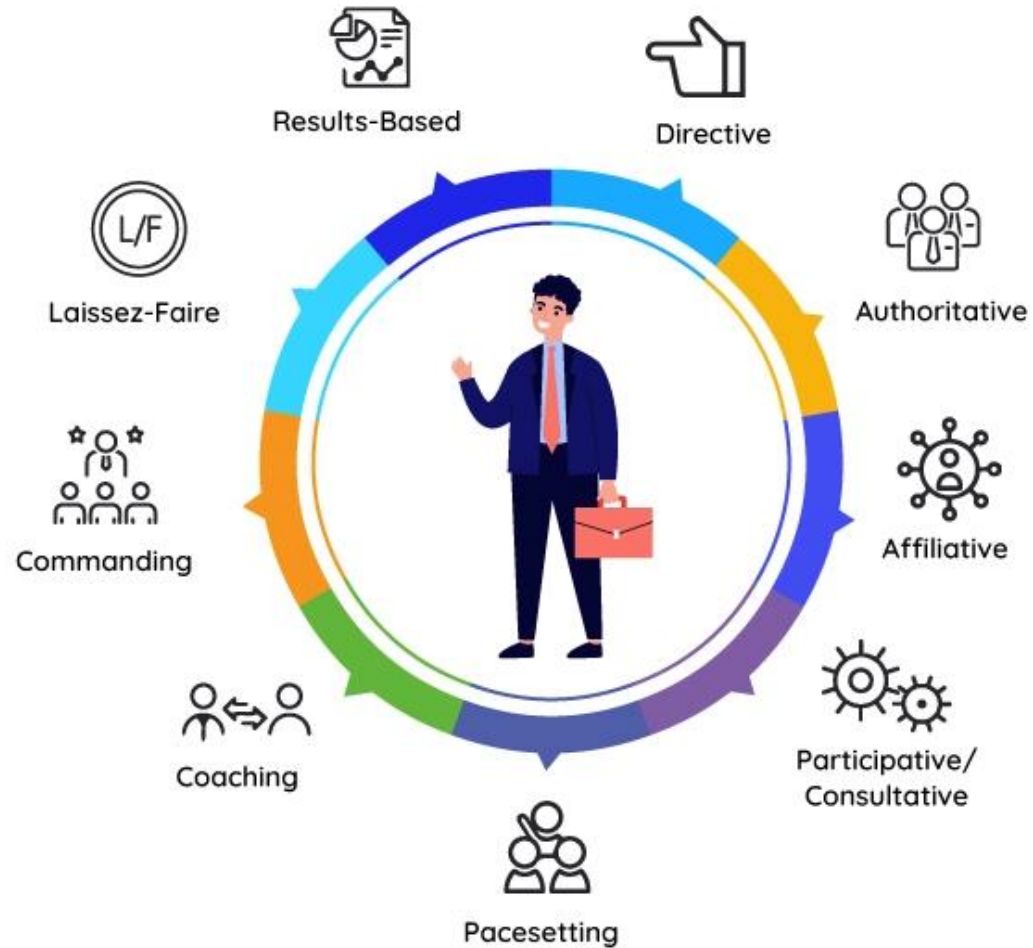 Results-Based
Directive
L/F
Laissez-Faire
Authoritative
Commanding
Affiliative
Coaching
Participative/
Consultative
Pacesetting